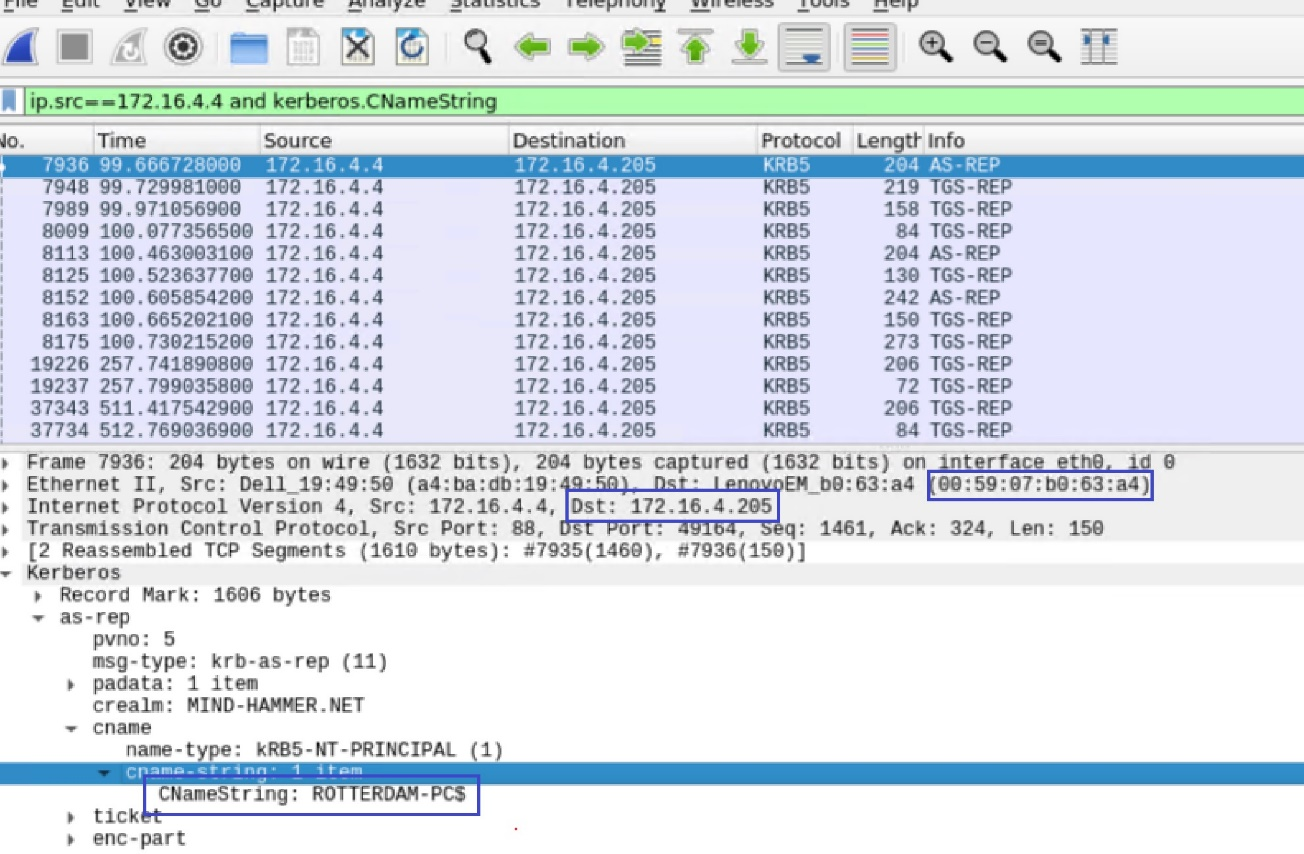 File Edit View Go Capture Analyze Statistics Telephony Wireless Tools Help
ip.src==172.16.4.4 and kerberos.CNameString
No. Time Source Destination Protocol Length Info
7936 99.666728000 172.16.4.4 172.16.4.205 KRB5 204 AS-REP
7948 99.729981000 172.16.4.4 172.16.4.205 KRB5 219 TGS-REP
7989 99.971056900 172.16.4.4 172.16.4.205 KRB5 158 TGS-REP
8009 100.077356500 172.16.4.4 172.16.4.205 KRB5 84 TGS-REP
8113 100.463003100 172.16.4.4 172.16.4.205 KRB5 204 AS-REP
8125 100.523637700 172.16.4.4 172.16.4.205 KRB5 130 TGS-REP
8152 100.605854200 172.16.4.4 172.16.4.205 KRB5 242 AS-REP
8163 100.665202100 172.16.4.4 172.16.4.205 KRB5 150 TGS-REP
8175 100.730215200 172.16.4.4 172.16.4.205 KRB5 273 TGS-REP
19226 257.741890800 172.16.4.4 172.16.4.205 KRB5 206 TGS-REP
19237 257.799035800 172.16.4.4 172.16.4.205 KRB5 72 TGS-REP
37343 511.417542900 172.16.4.4 172.16.4.205 KRB5 206 TGS-REP
37734 512.769036900 172.16.4.4 172.16.4.205 KRB5 84 TGS-REP
Frame 7936: 204 bytes on wire (1632 bits), 204 bytes captured (1632 bits) on interface eth0, id 0
Ethernet II, Src: Dell_19:49:50 (a4:ba:db:19:49:50), Dst: LenovoEM_b0:63:a4 (00:59:07:b0:63:a4)
Internet Protocol Version 4, Src: 172.16.4.4, Dst: 172.16.4.205
Transmission Control Protocol, Src Port: 88, Dst Port: 49164, Seq: 1461, Ack: 324, Len: 150
[2 Reassembled TCP Segments (1610 bytes): #7935(1460), #7936(150)]
Kerberos
Record Mark: 1606 bytes
as-rep
pvno: 5
msg-type: krb-as-rep (11)
padata: 1 item
crealm: MIND-HAMMER.NET
cname
name-type: kRB5-NT-PRINCIPAL (1)
cname-string: 1 item
CNameString: ROTTERDAM-PC$
ticket
enc-part